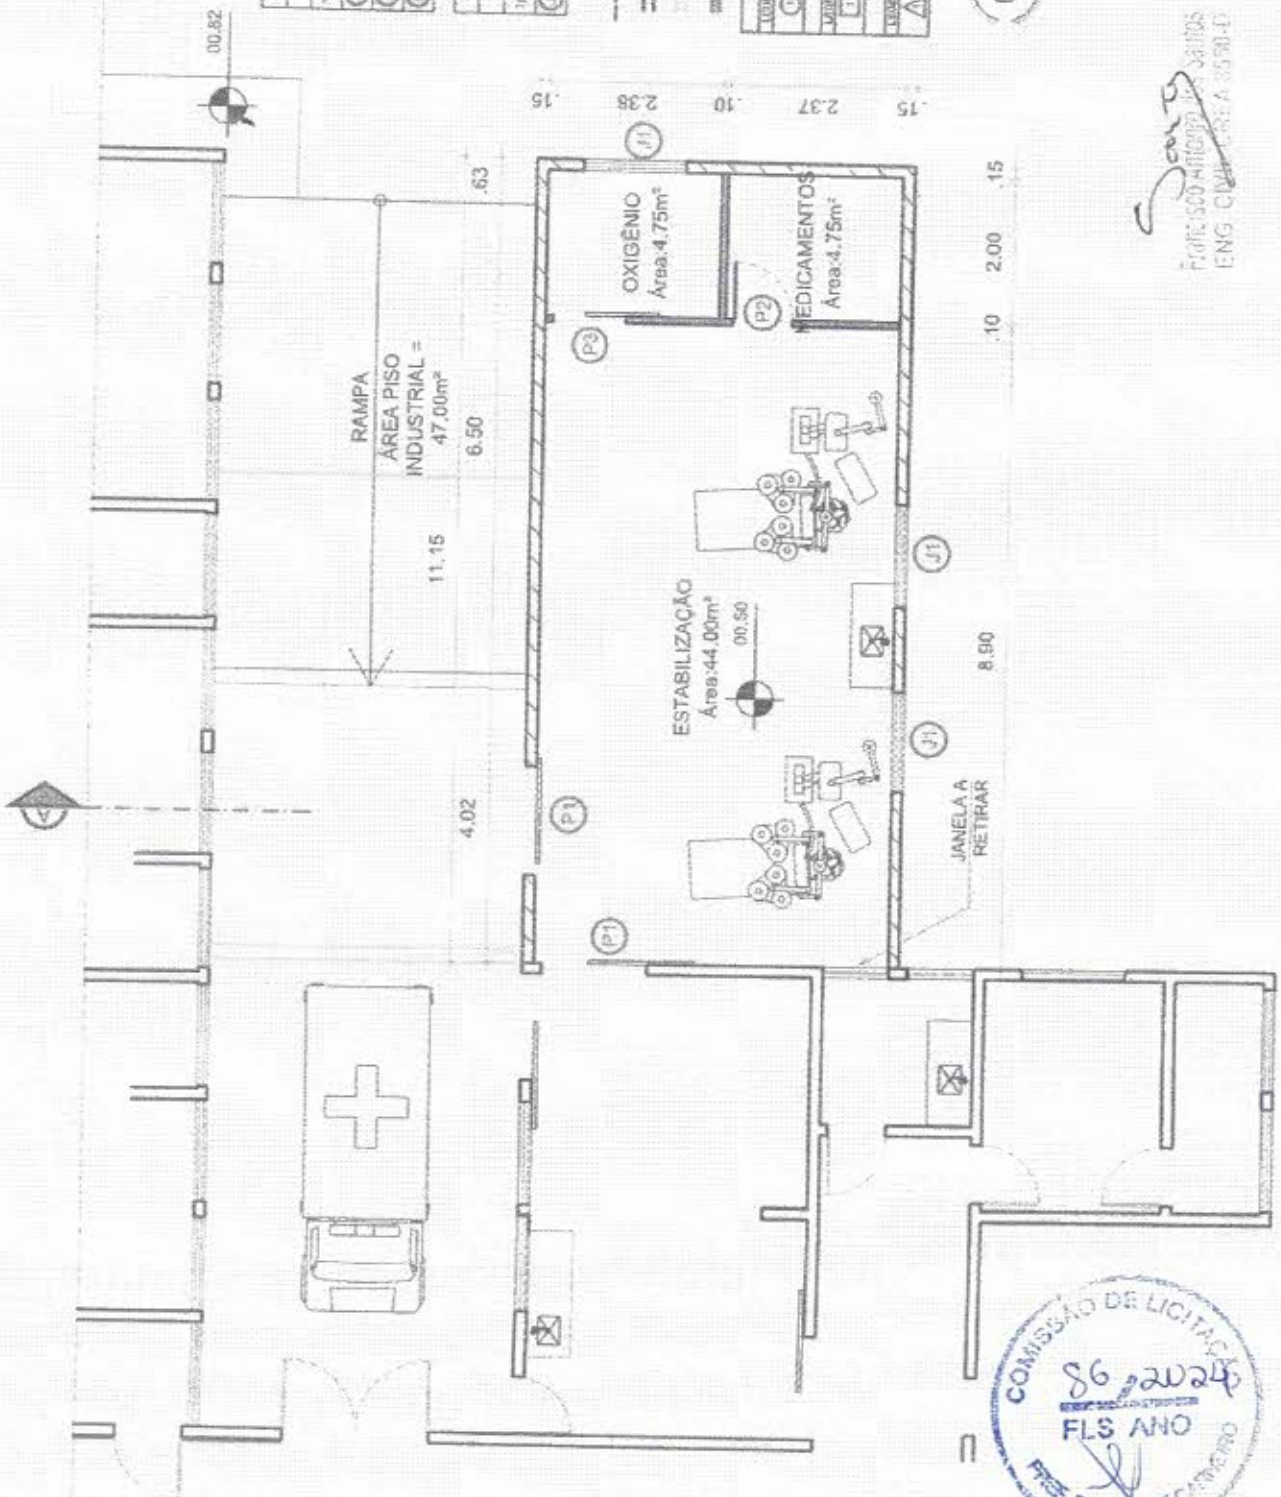 00.82
.15
2.38
.10
2.37
.15
J1
.63
OXIGÊNIO
Área:4.75m²
MEDICAMENTOS
Área:4.75m²
.15
2.00
.10
P3
P2
RAMPA
ÁREA PISO
INDUSTRIAL =
47.00m²
6.50
11.15
ESTABILIZAÇÃO
Área:44.00m²
00.50
J1
8.90
J1
4.02
P1
P1
JANELA A
RETIRAR
A
ENG CIVIL
COMISSÃO DE LICITAÇÃO
86 2024
FLS ANO